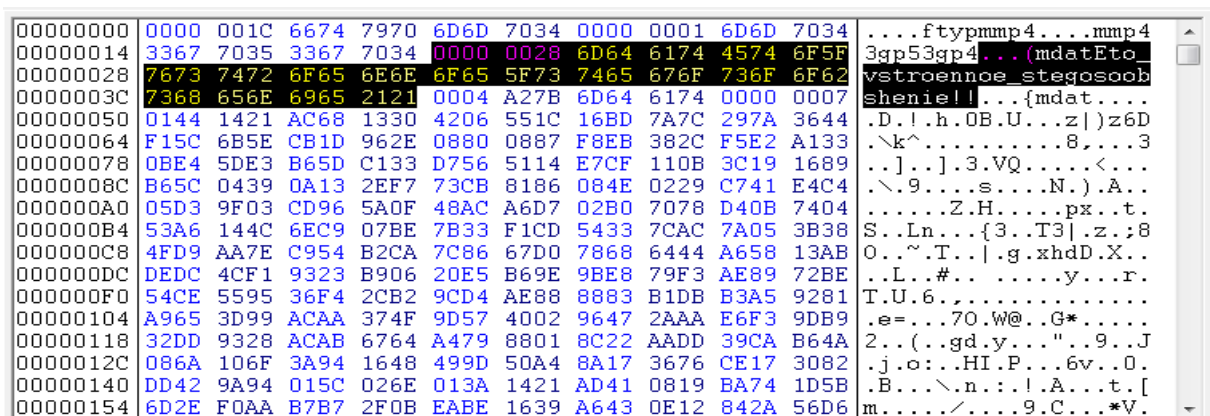 00000000 0000 001C 6674 7970 6D6D 7034 0000 0001 6D6D 7034 ....ftypmmp4....mmp4
00000014 3367 7035 3367 7034 0000 0028 6D64 6174 4574 6F5F 3gp53gp4...(mdatEto_
00000028 7673 7472 6F65 6E6E 6F65 5F73 7465 676F 736F 6F62 vstroennoe_stegosoob
0000003C 7368 656E 6965 2121 0004 A27B 6D64 6174 0000 0007 shenie!!...{mdat....
00000050 0144 1421 AC68 1330 4206 551C 16BD 7A7C 297A 3644 .D.!.h.0B.U...z|)z6D
00000064 F15C 6B5E CB1D 962E 0880 0887 F8EB 382C F5E2 A133 .\k^..........8,...3
00000078 0BE4 5DE3 B65D C133 D756 5114 E7CF 110B 3C19 1689 ..]..].3.VQ.....<...
0000008C B65C 0439 0A13 2EF7 73CB 8186 084E 0229 C741 E4C4 .\.9....s....N.).A..
000000A0 05D3 9F03 CD96 5A0F 48AC A6D7 02B0 7078 D40B 7404 ......Z.H.....px..t.
000000B4 53A6 144C 6EC9 07BE 7B33 F1CD 5433 7CAC 7A05 3B38 S..Ln...{3..T3|.z.;8
000000C8 4FD9 AA7E C954 B2CA 7C86 67D0 7868 6444 A658 13AB O..~.T..|.g.xhdD.X..
000000DC DEDC 4CF1 9323 B906 20E5 B69E 9BE8 79F3 AE89 72BE ..L..#.. .....y...r.
000000F0 54CE 5595 36F4 2CB2 9CD4 AE88 8883 B1DB B3A5 9281 T.U.6.,.............
00000104 A965 3D99 ACAA 374F 9D57 4002 9647 2AAA E6F3 9DB9 .e=...7O.W@..G*.....
00000118 32DD 9328 ACAB 6764 A479 8801 8C22 AADD 39CA B64A 2..(..gd.y..."..9..J
0000012C 086A 106F 3A94 1648 499D 50A4 8A17 3676 CE17 3082 .j.o:..HI.P...6v..0.
00000140 DD42 9A94 015C 026E 013A 1421 AD41 0819 BA74 1D5B .B...\.n.:.!.A...t.[
00000154 6D2E F0AA B7B7 2F0B EABE 1639 A643 0E12 842A 56D6 m...../....9.C...*V.